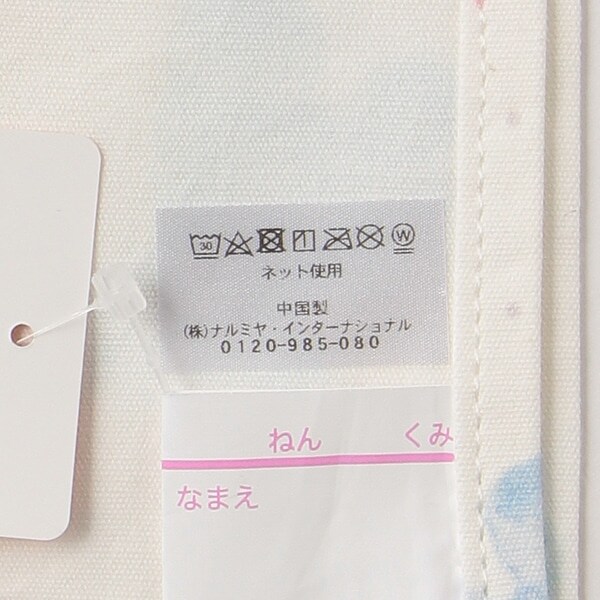 30 W
ネット使用
中国製
(株)ナルミヤ・インターナショナル
0120-985-080
ねん くみ
なまえ